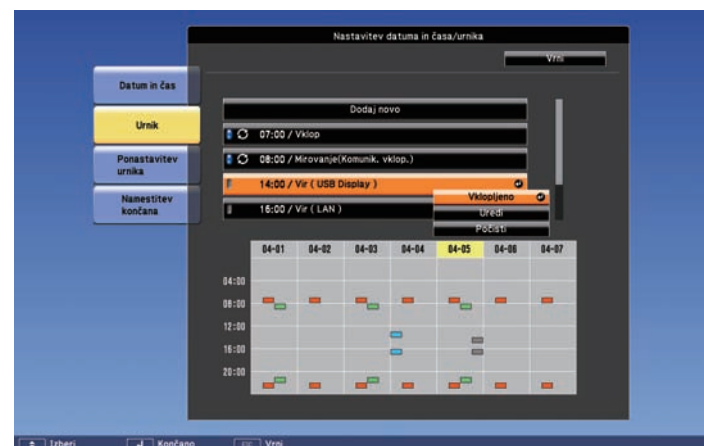 Nastavitev datuma in časa/urnika
Vrni
Datum in čas
Urnik
Ponastavitev
urnika
Namestitev
končana
Dodaj novo
07:00 / Vklop
08:00 / Mirovanje(Komunik. vklop.)
14:00 / Vir ( USB Display )
16:00 / Vir ( LAN )
Vklopljeno
Uredi
Počisti
04-01 04-02 04-03 04-04 04-05 04-06 04-07
04:00
08:00
12:00
16:00
20:00
Izberi Končano Esc Vrni